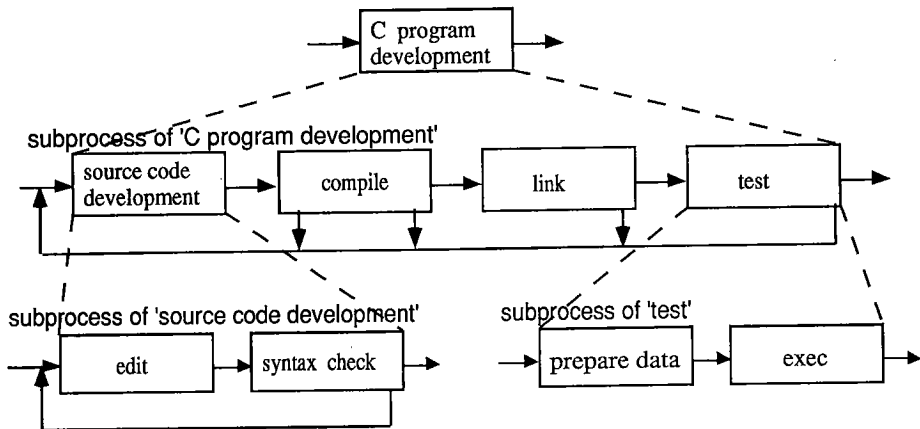 C program
development
subprocess of 'C program development'
source code
development
compile
link
test
subprocess of 'source code development'
subprocess of 'test'
edit
syntax check
prepare data
exec